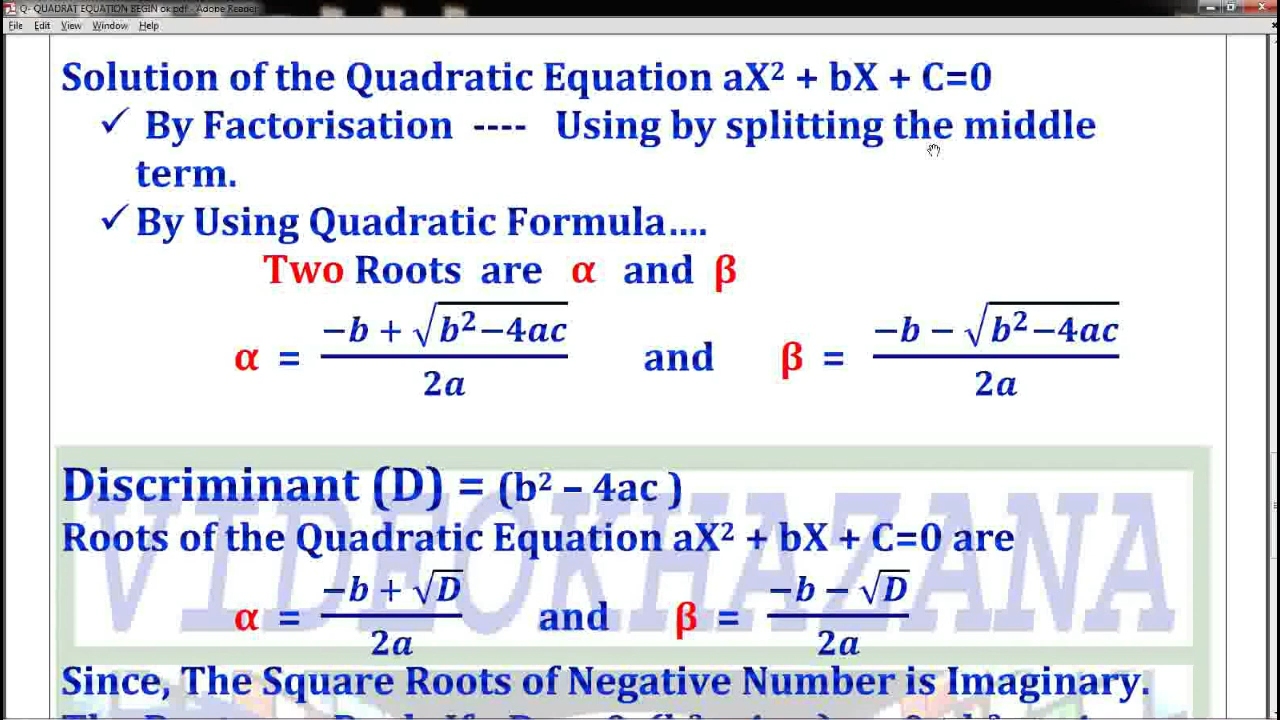 Q- QUADRAT EQUATION BEGIN ok.pdf - Adobe Reader
File Edit View Window Help
Solution of the Quadratic Equation aX² + bX + C=0
✓ By Factorisation ---- Using by splitting the middle
term.
✓ By Using Quadratic Formula....
Two Roots are α and β
α = (−b + √(b²−4ac)) / 2a and β = (−b − √(b²−4ac)) / 2a
VIDEOKHAZANA
Discriminant (D) = (b² – 4ac )
Roots of the Quadratic Equation aX² + bX + C=0 are
α = (−b + √D) / 2a and β = (−b − √D) / 2a
Since, The Square Roots of Negative Number is Imaginary.